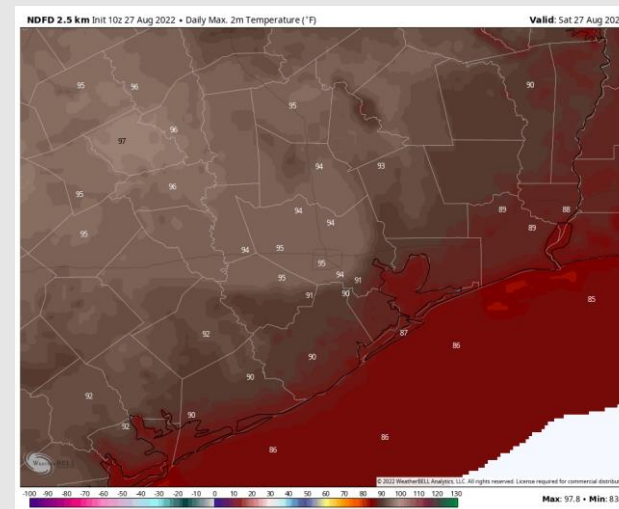 NDFD 2.5 km Init 10z 27 Aug 2022 • Daily Max. 2m Temperature (°F)
Valid: Sat 27 Aug 202
95 96 90
95
96
97
94 93
96
95
94 89 88
94 89
95
94 95
95
94 91
95
91 90
85
87
92 86
90
90
92
92 90
86
86
WeatherBELL
© 2022 WeatherBELL Analytics, LLC. All rights reserved. License required for commercial distribut
-100 -90 -80 -70 -60 -50 -40 -30 -20 -10 0 10 20 30 40 50 60 70 80 90 100 110 120 130
Max: 97.8 • Min: 83